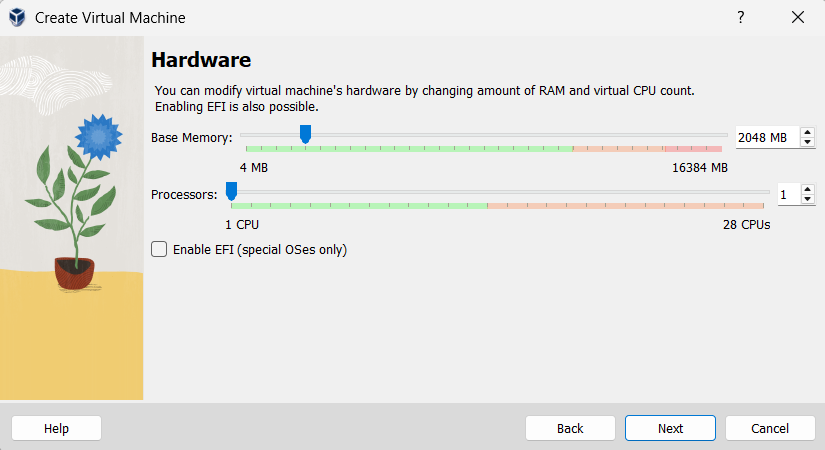 Create Virtual Machine
?
Hardware
You can modify virtual machine's hardware by changing amount of RAM and virtual CPU count.
Enabling EFI is also possible.
Base Memory: 2048 MB
4 MB 16384 MB
Processors: 1
1 CPU 28 CPUs
Enable EFI (special OSes only)
Help Back Next Cancel